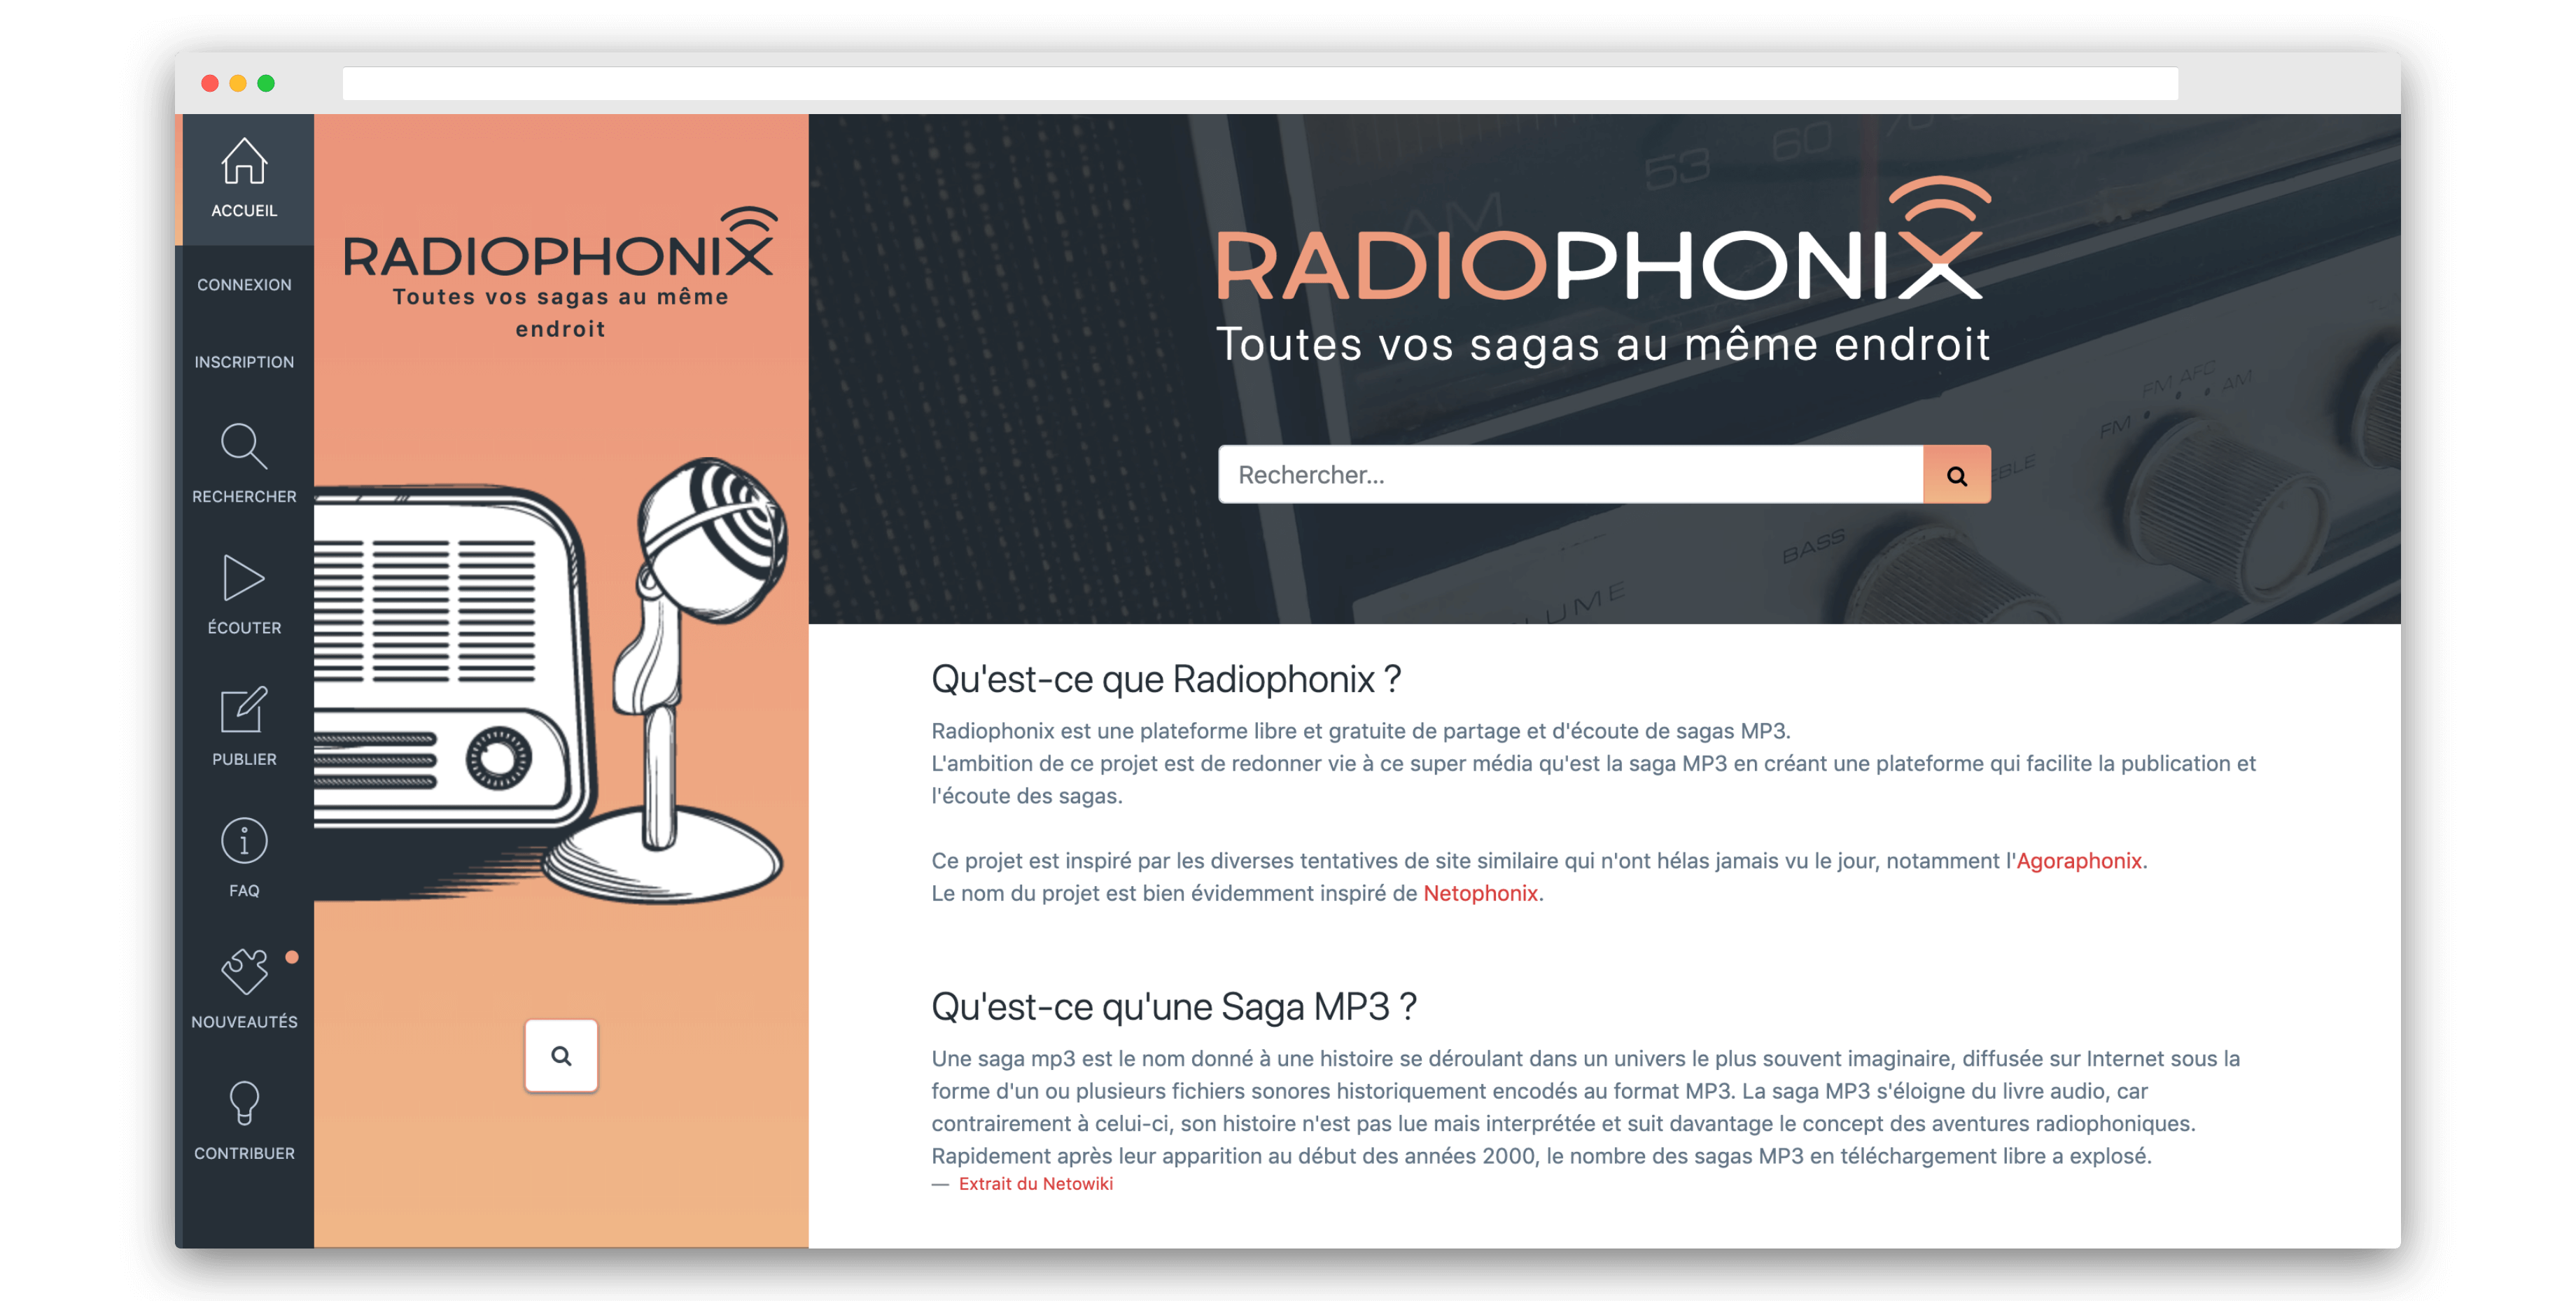 ACCUEIL
CONNEXION
INSCRIPTION
RECHERCHER
ÉCOUTER
PUBLIER
FAQ
NOUVEAUTÉS
CONTRIBUER
RADIOPHONIX
Toutes vos sagas au même
endroit
53
60
AM
RADIOPHONIX
Toutes vos sagas au même endroit
Rechercher...
FM AFC
AM
FM
BASS
Qu'est-ce que Radiophonix ?
Radiophonix est une plateforme libre et gratuite de partage et d'écoute de sagas MP3.
L'ambition de ce projet est de redonner vie à ce super média qu'est la saga MP3 en créant une plateforme qui facilite la publication et
l'écoute des sagas.
Ce projet est inspiré par les diverses tentatives de site similaire qui n'ont hélas jamais vu le jour, notamment l'Agoraphonix.
Le nom du projet est bien évidemment inspiré de Netophonix.
Qu'est-ce qu'une Saga MP3 ?
Une saga mp3 est le nom donné à une histoire se déroulant dans un univers le plus souvent imaginaire, diffusée sur Internet sous la
forme d'un ou plusieurs fichiers sonores historiquement encodés au format MP3. La saga MP3 s'éloigne du livre audio, car
contrairement à celui-ci, son histoire n'est pas lue mais interprétée et suit davantage le concept des aventures radiophoniques.
Rapidement après leur apparition au début des années 2000, le nombre des sagas MP3 en téléchargement libre a explosé.
— Extrait du Netowiki